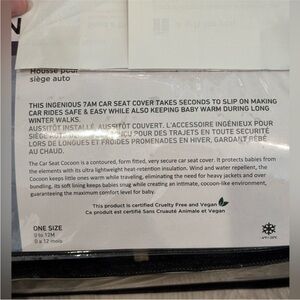 Housse pour
siège auto
THIS INGENIOUS 7AM CAR SEAT COVER TAKES SECONDS TO SLIP ON MAKING
CAR RIDES SAFE & EASY WHILE ALSO KEEPING BABY WARM DURING LONG
WINTER WALKS.
AUSSITÔT INSTALLÉ, AUSSITÔT COUVERT. L'ACCESSOIRE INGÉNIEUX POUR
SIÈGE POUR DES TRAJETS EN TOUTE SÉCURITÉ
LORS DE LONGUES ET FROIDES PROMENADES EN HIVER, GARDANT BÉBÉ
AU CHAUD.
The Car Seat Cocoon is a contoured, form fitted, very secure car seat cover. It protects babies from
the elements with its ultra lightweight heat-retention insulation. Wind and water repellent, the
Cocoon keeps little ones warm while traveling, eliminating the need for heavy jackets and over
bundling, its soft lining keeps babies snug while creating an intimate, cocoon-like environment,
guaranteeing the maximum comfort level for baby.
This product is certified Cruelty Free and Vegan
Ce produit est certifié Sans Cruauté Animale et Vegan
ONE SIZE
0 to 12M
0 à 12 mois